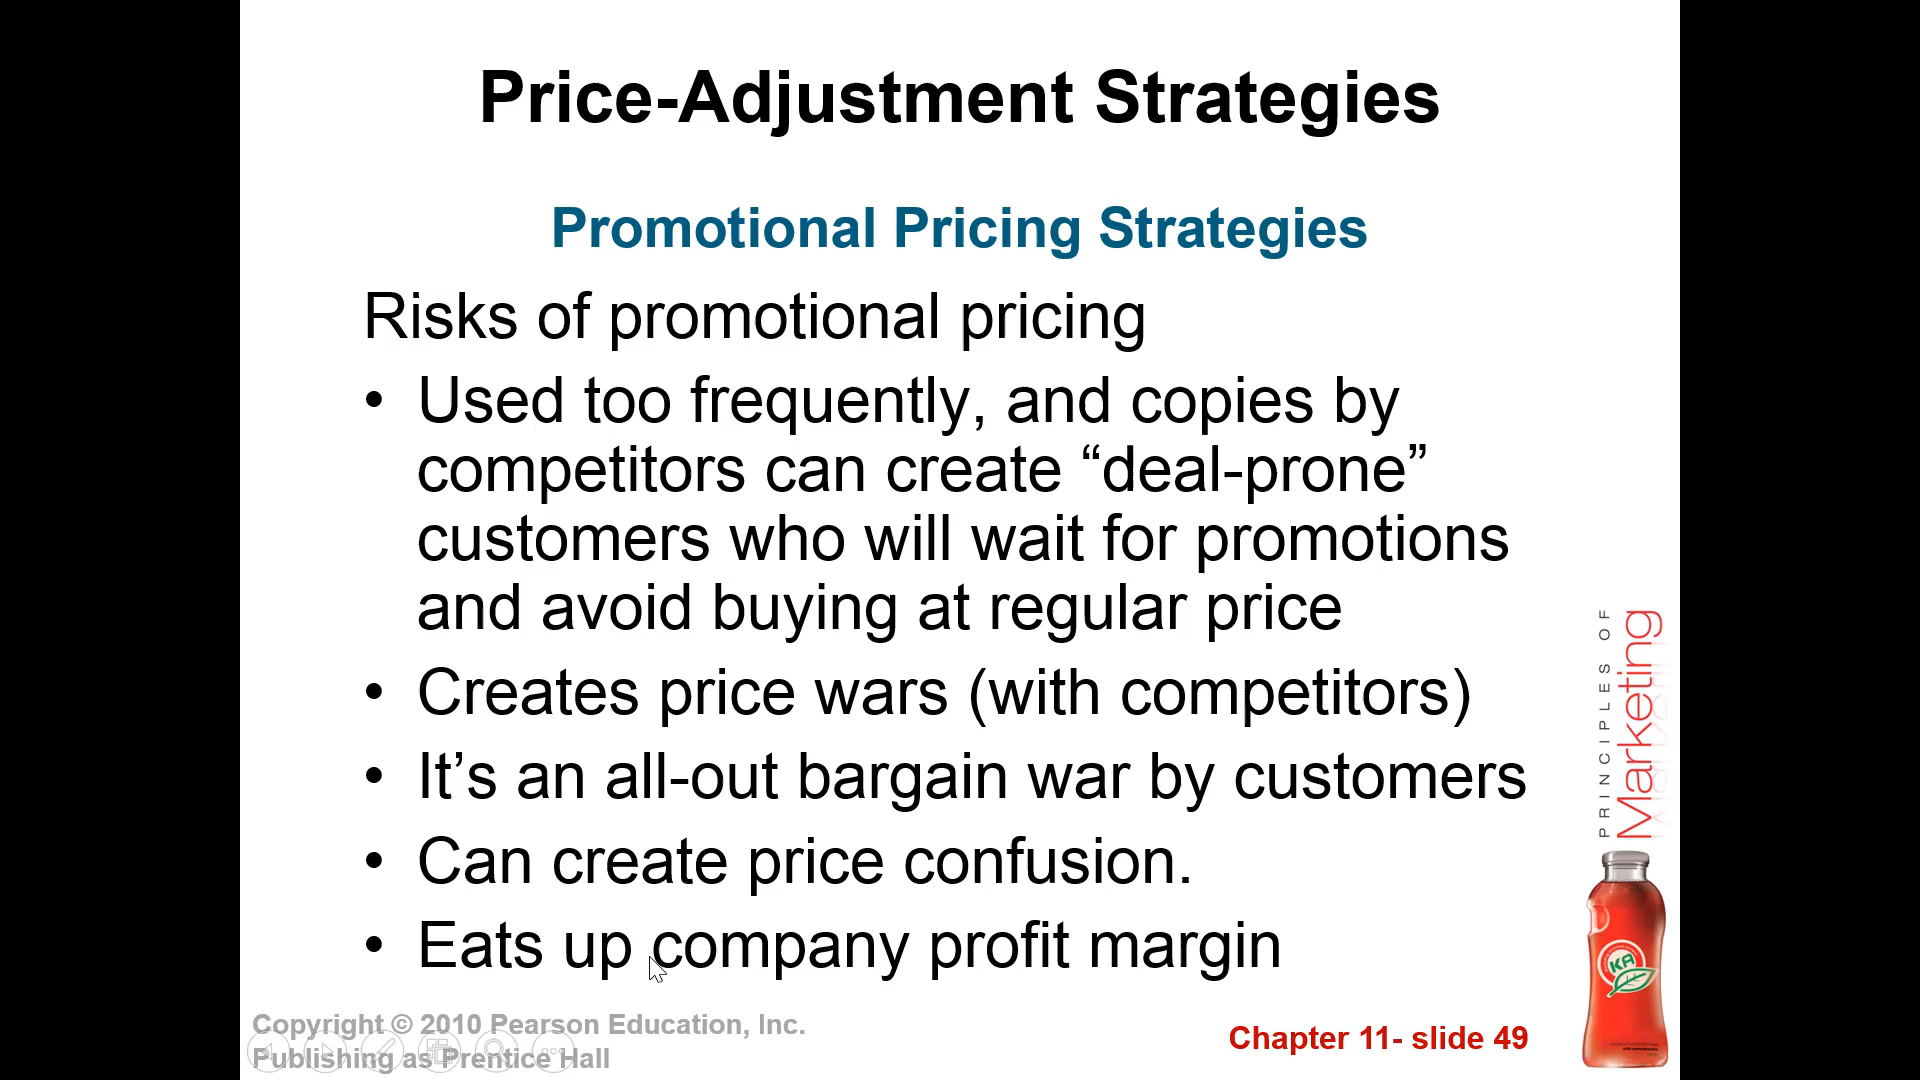 Price-Adjustment Strategies
Promotional Pricing Strategies
Risks of promotional pricing
• Used too frequently, and copies by
competitors can create “deal-prone”
customers who will wait for promotions
and avoid buying at regular price
• Creates price wars (with competitors)
• It’s an all-out bargain war by customers
• Can create price confusion.
• Eats up company profit margin
PRINCIPLES OF
Marketing
KA
Copyright © 2010 Pearson Education, Inc.
Publishing as Prentice Hall
Chapter 11- slide 49